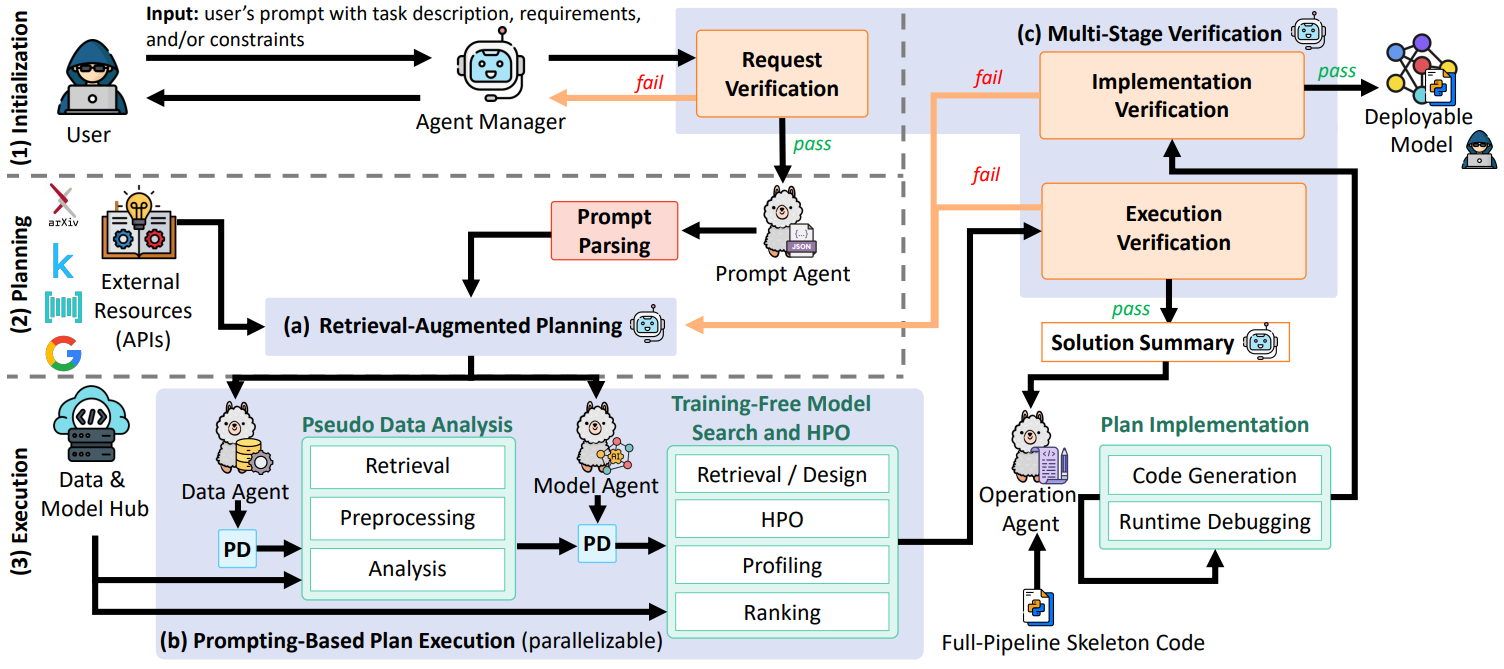 (1) Initialization
Input: user's prompt with task description, requirements,
and/or constraints
User
Agent Manager
fail
Request
Verification
pass
(c) Multi-Stage Verification
fail
Implementation
Verification
pass
Deployable
Model
(2) Planning
arXiv
k
External
Resources
(APIs)
G
Prompt
Parsing
{...}
JSON
Prompt Agent
(a) Retrieval-Augmented Planning
fail
Execution
Verification
pass
Solution Summary
(3) Execution
</>
Data &
Model Hub
Data Agent
PD
Pseudo Data Analysis
Retrieval
Preprocessing
Analysis
AI
Model Agent
PD
Training-Free Model
Search and HPO
Retrieval / Design
HPO
Profiling
Ranking
(b) Prompting-Based Plan Execution (parallelizable)
Operation
Agent
Plan Implementation
Code Generation
Runtime Debugging
Full-Pipeline Skeleton Code